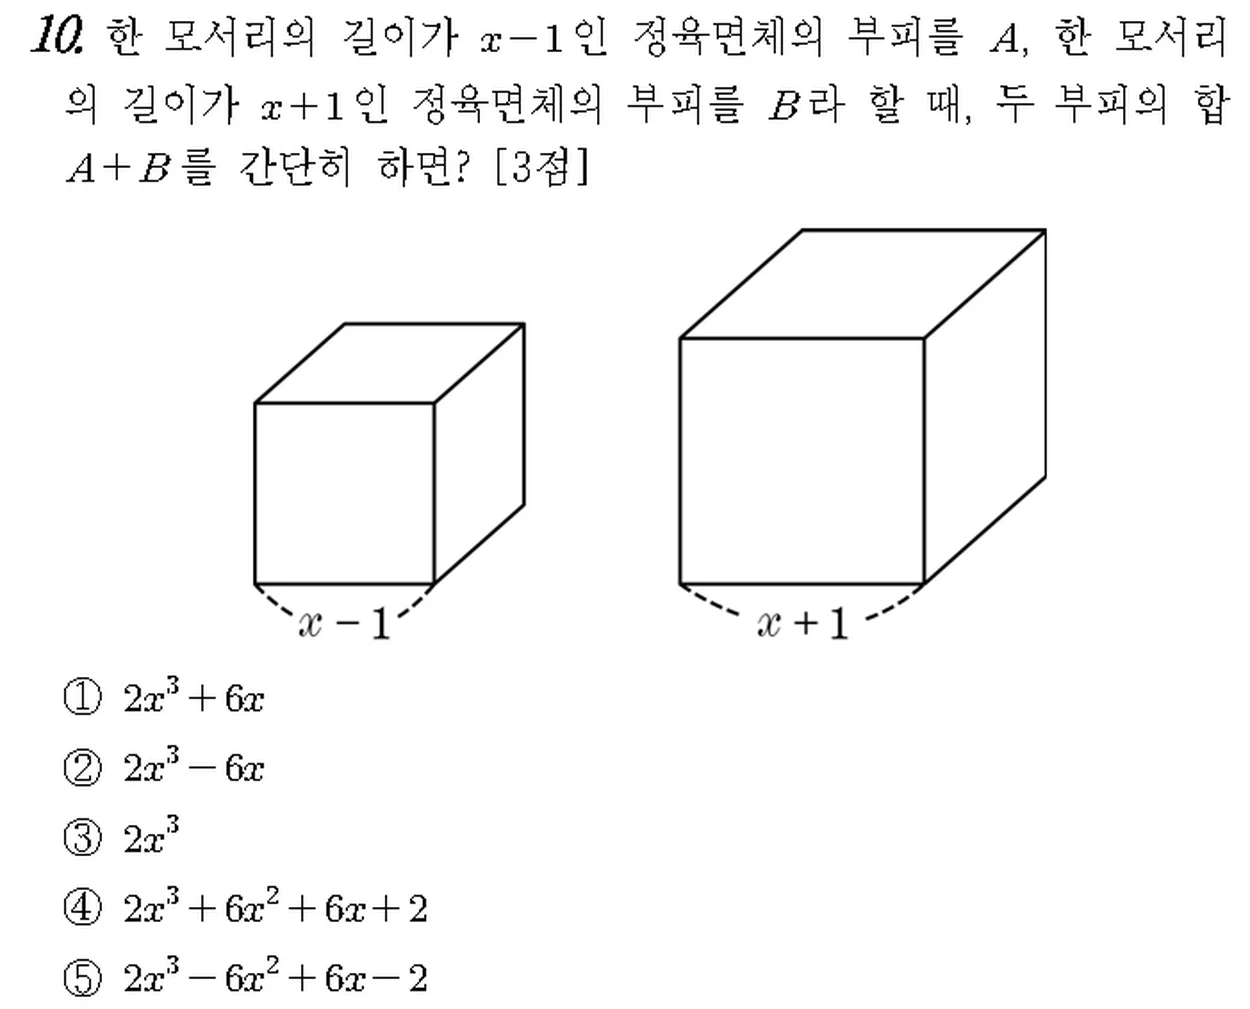 10. 한 모서리의 길이가 x−1인 정육면체의 부피를 A, 한 모서리
의 길이가 x+1인 정육면체의 부피를 B라 할 때, 두 부피의 합
A+B를 간단히 하면? [3점]
x − 1
x + 1
① 2x³+6x
② 2x³−6x
③ 2x³
④ 2x³+6x²+6x+2
⑤ 2x³−6x²+6x−2